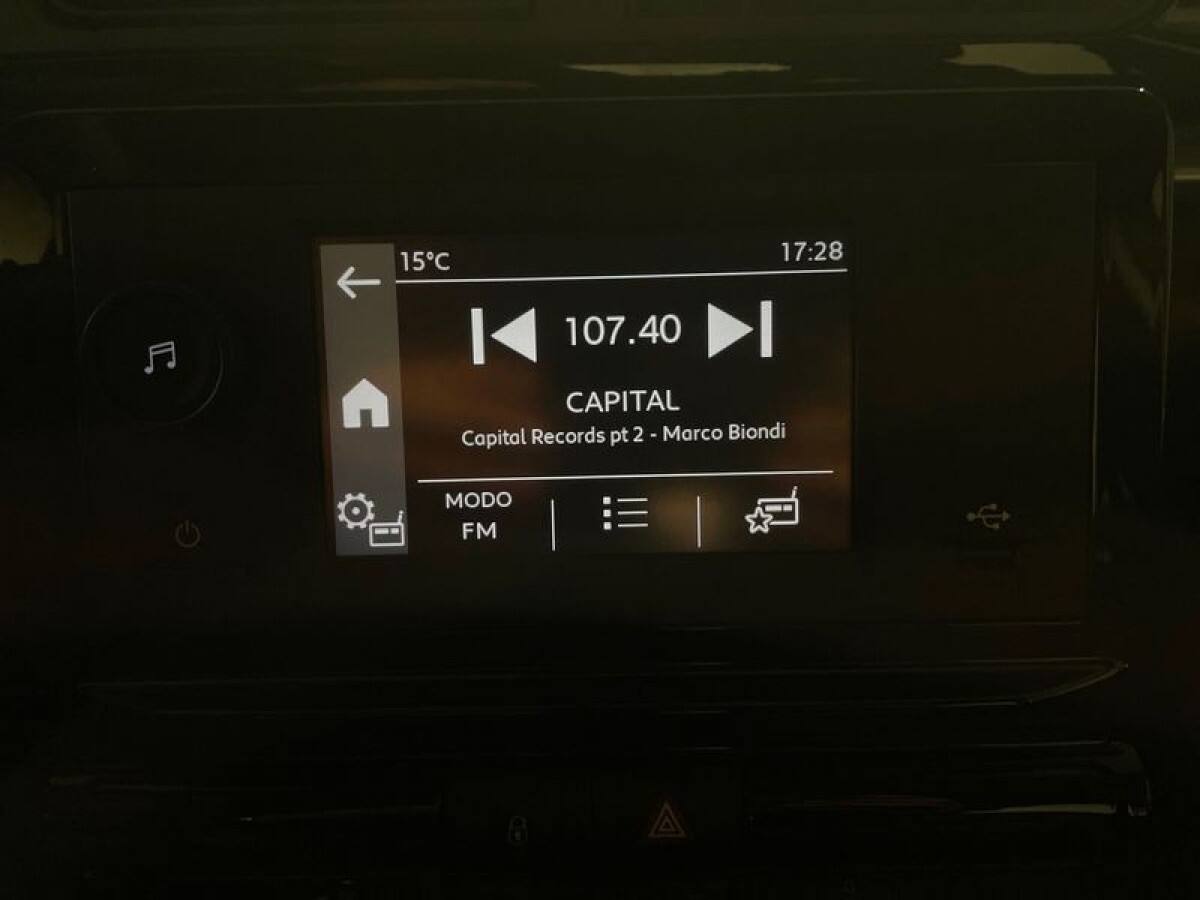 15°C 17:28
107.40
CAPITAL
Capital Records pt 2 - Marco Biondi
MODO
FM